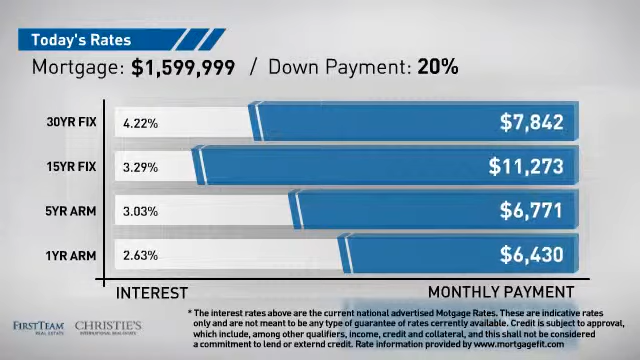 Today's Rates
Mortgage: $1,599,999 / Down Payment: 20%
30YR FIX 4.22% $7,842
15YR FIX 3.29% $11,273
5YR ARM 3.03% $6,771
1YR ARM 2.63% $6,430
INTEREST MONTHLY PAYMENT
* The interest rates above are the current national advertised Motgage Rates. These are indicative rates
only and are not meant to be any type of guarantee of rates cerrently available. Credit is subject to approval,
which include, among other qualifiers, income, credit and collateral, and this shall not be considered
a commitment to lend or externd credit. Rate information provided by www.mortgagefit.com
FIRSTTEAM CHRISTIE'S
REAL ESTATE INTERNATIONAL REAL ESTATE